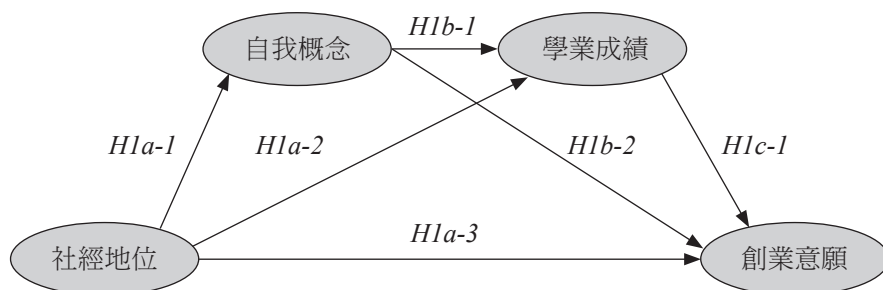 H1b-1
自我概念
學業成績
H1a-1
H1a-2
H1b-2
H1c-1
H1a-3
社經地位
創業意願